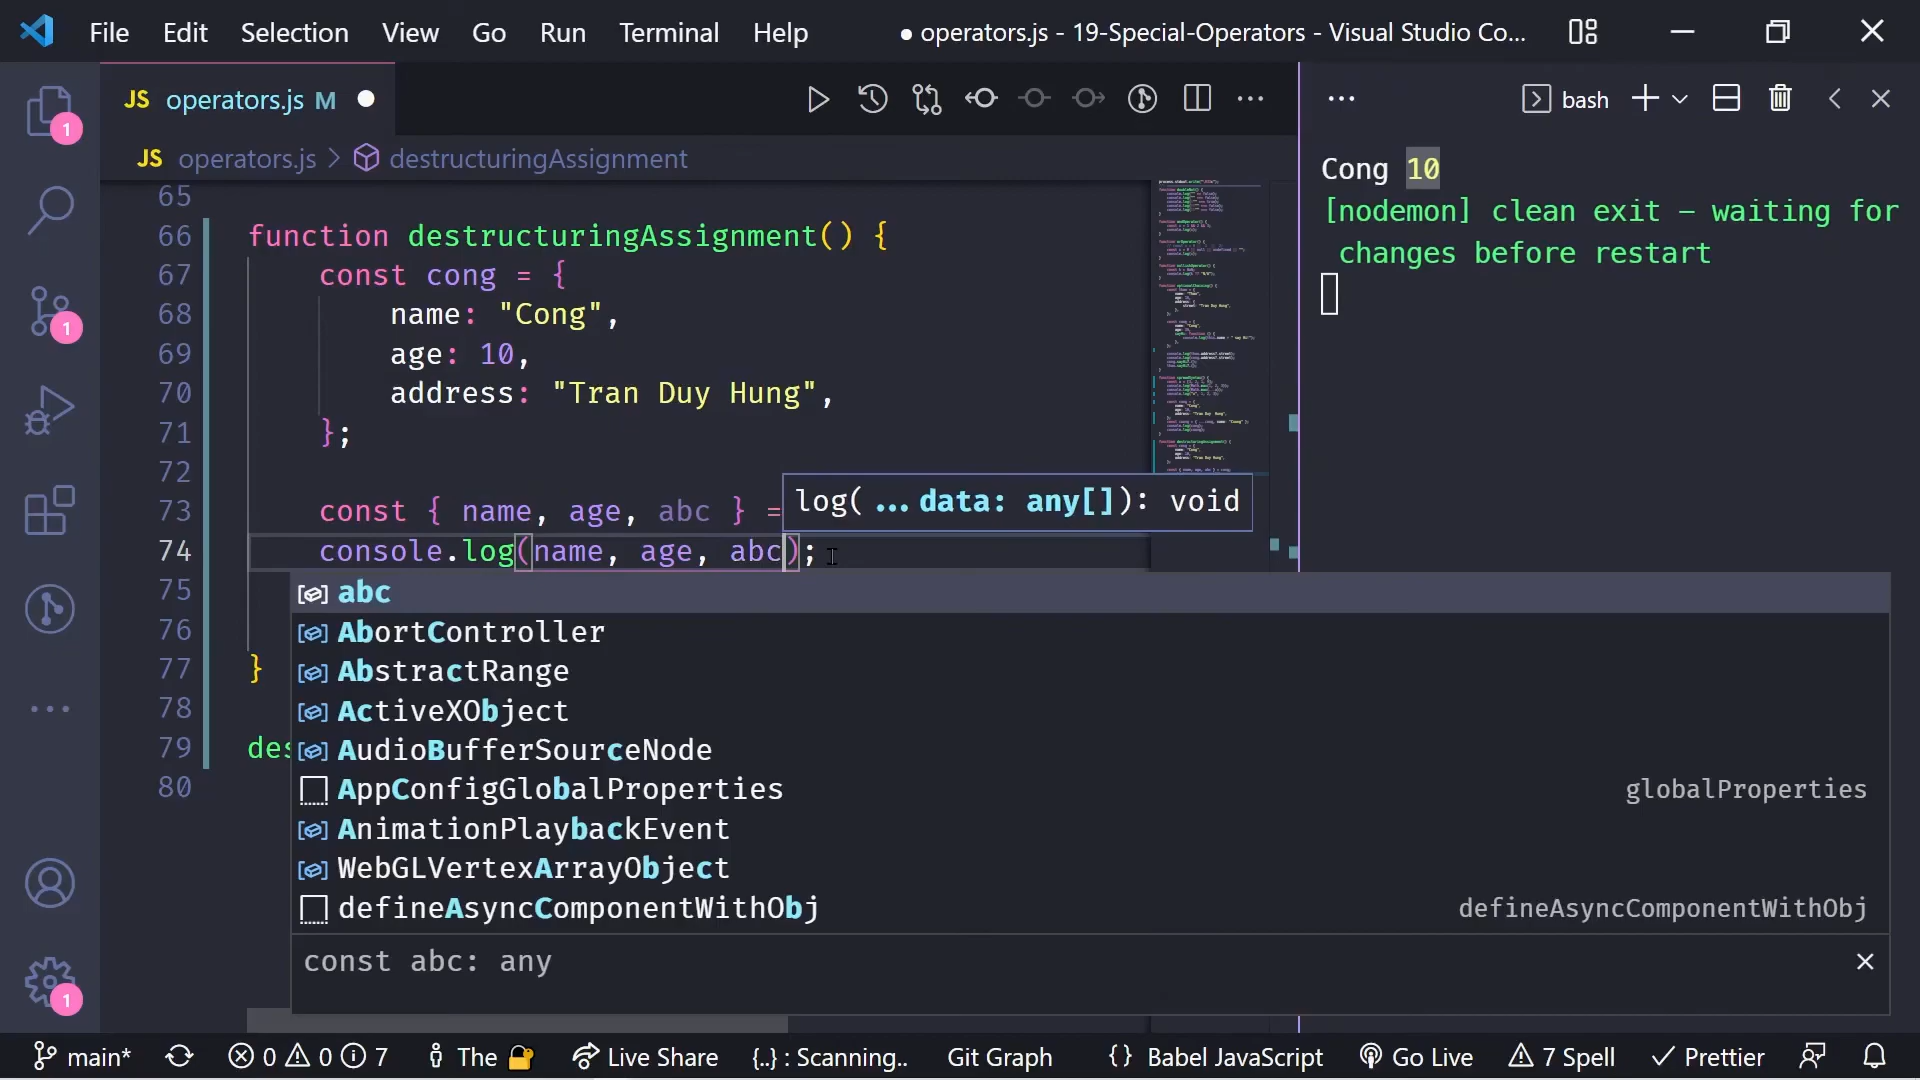 File Edit Selection View Go Run Terminal Help ● operators.js - 19-Special-Operators - Visual Studio Co...
JS operators.js M
bash
JS operators.js > destructuringAssignment
65
66 function destructuringAssignment() {
67 const cong = {
68 name: "Cong",
69 age: 10,
70 address: "Tran Duy Hung",
71 };
72
73 const { name, age, abc } =
log(...data: any[]): void
74 console.log(name, age, abc);
75
76
77 }
78
79 des
80
abc
AbortController
AbstractRange
ActiveXObject
AudioBufferSourceNode
AppConfigGlobalProperties globalProperties
AnimationPlaybackEvent
WebGLVertexArrayObject
defineAsyncComponentWithObj defineAsyncComponentWithObj
const abc: any
Cong 10
[nodemon] clean exit – waiting for
changes before restart
1
1
1
main* 0 0 7 The Live Share {..} : Scanning.. Git Graph {} Babel JavaScript Go Live 7 Spell Prettier